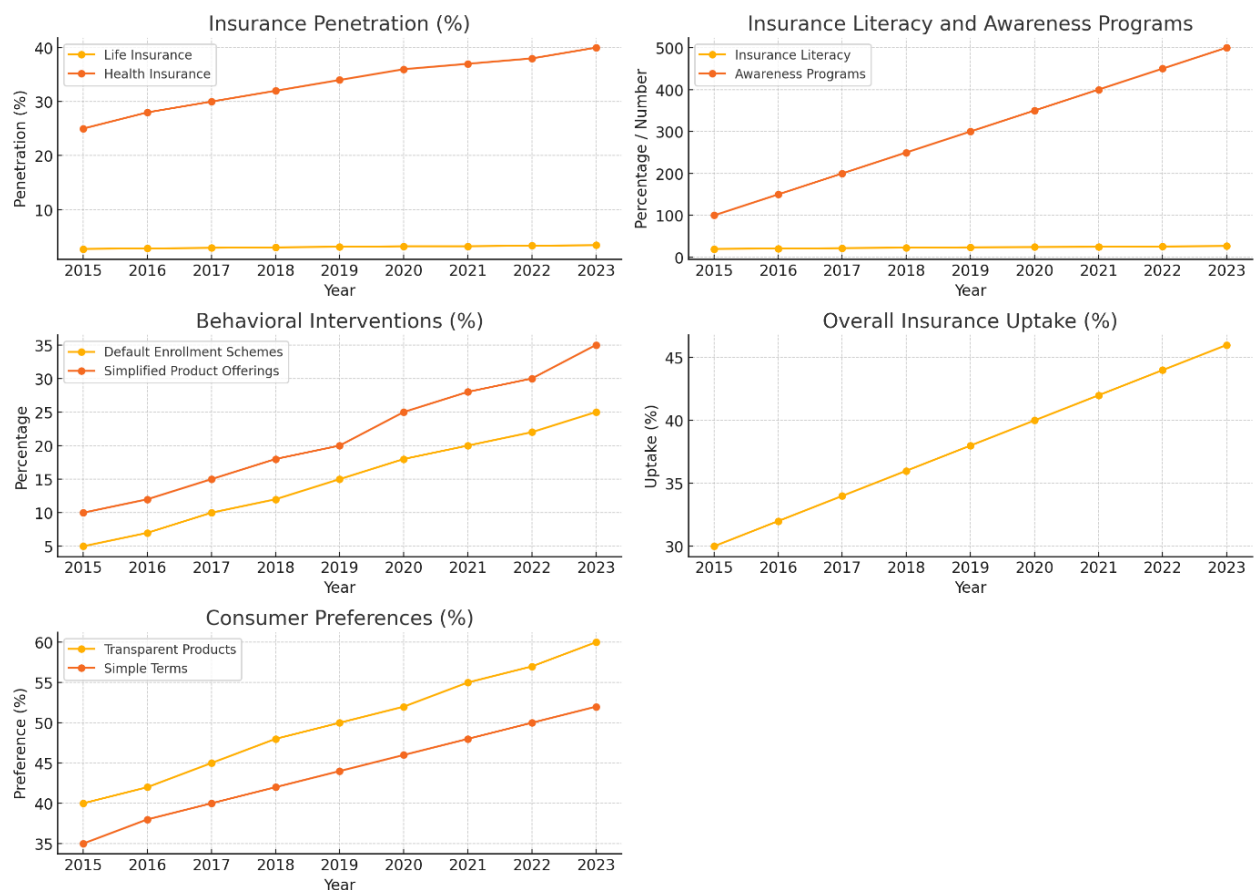 Insurance Penetration (%)
Life Insurance
Health Insurance
Penetration (%)
40
30
20
10
2015 2016 2017 2018 2019 2020 2021 2022 2023
Year
Insurance Literacy and Awareness Programs
Insurance Literacy
Awareness Programs
Percentage / Number
500
400
300
200
100
0
2015 2016 2017 2018 2019 2020 2021 2022 2023
Year
Behavioral Interventions (%)
Default Enrollment Schemes
Simplified Product Offerings
Percentage
35
30
25
20
15
10
5
2015 2016 2017 2018 2019 2020 2021 2022 2023
Year
Overall Insurance Uptake (%)
Uptake (%)
45
40
35
30
2015 2016 2017 2018 2019 2020 2021 2022 2023
Year
Consumer Preferences (%)
Transparent Products
Simple Terms
Preference (%)
60
55
50
45
40
35
2015 2016 2017 2018 2019 2020 2021 2022 2023
Year